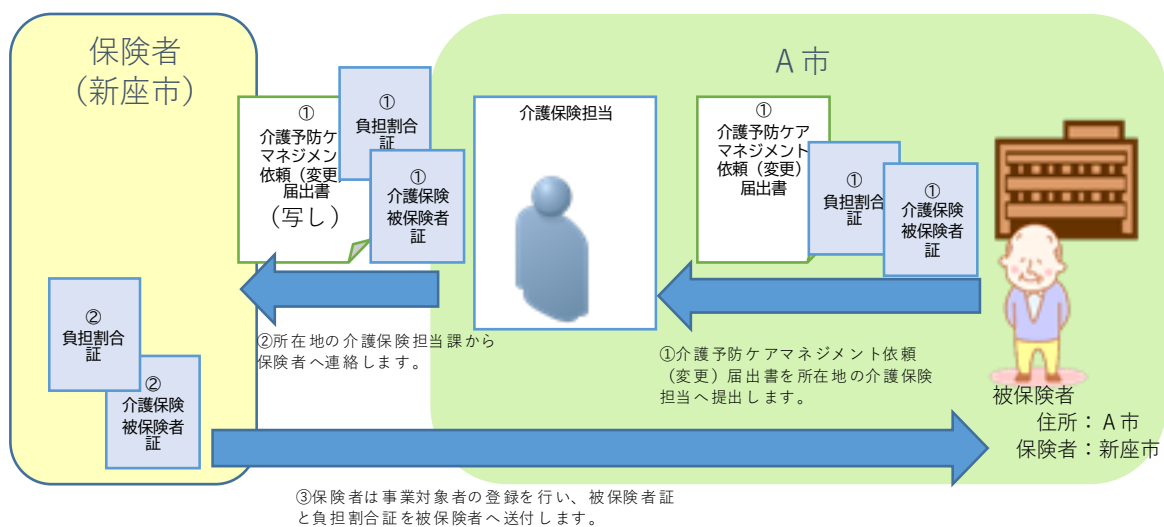 保険者
（新座市）
A市
①
介護予防ケ
マネジメン
依頼（変更
届出書
（写し）
①
負担割合
証
①
介護保険
被保険者
証
介護保険担当
①
介護予防ケア
マネジメント
依頼（変更）
届出書
①
負担割合
証
①
介護保険
被保険者
証
②所在地の介護保険担当課から
保険者へ連絡します。
①介護予防ケアマネジメント依頼
（変更）届出書を所在地の介護保険
担当へ提出します。
②
負担割合
証
②
介護保険
被保険者
証
被保険者
住所：A市
保険者：新座市
③保険者は事業対象者の登録を行い、被保険者証
と負担割合証を被保険者へ送付します。